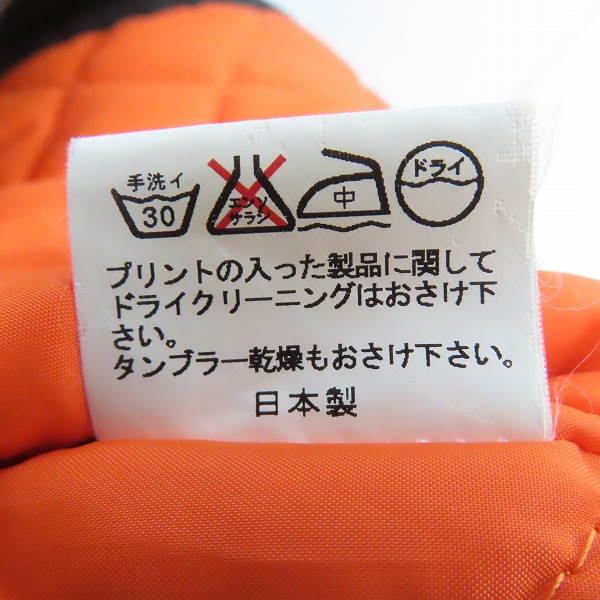 手洗イ
30
エンソ
サラシ
中
ドライ
プリントの入った製品に関して
ドライクリーニングはおさけ下
さい。
タンブラー乾燥もおさけ下さい。
日本製